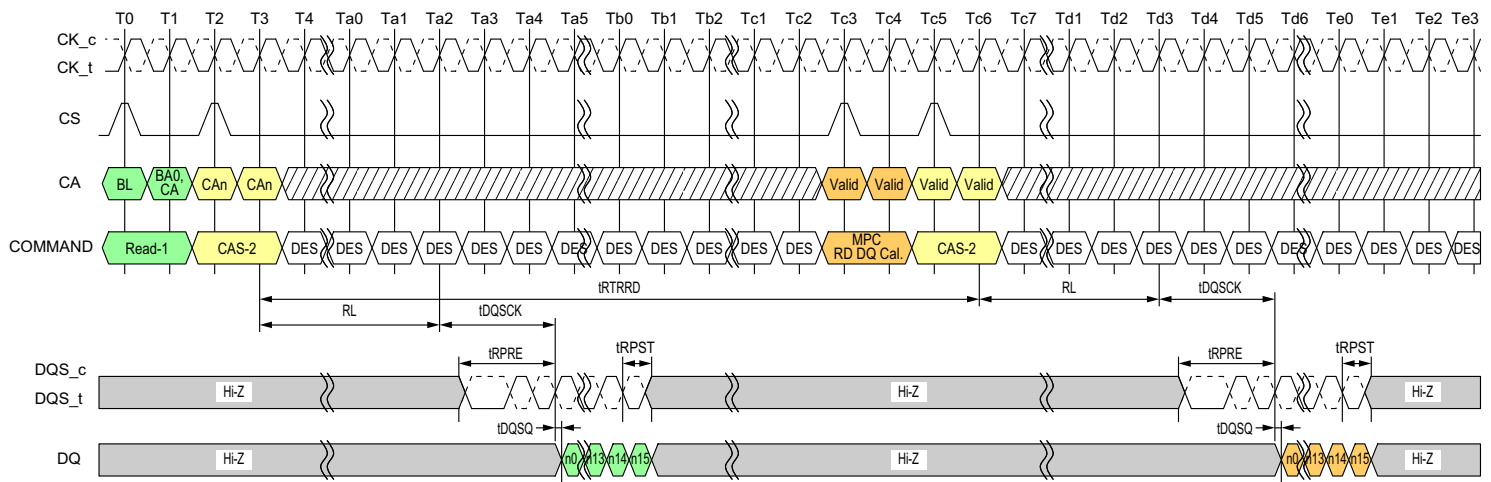 T0 T1 T2 T3 T4 Ta0 Ta1 Ta2 Ta3 Ta4 Ta5 Tb0 Tb1 Tb2 Tc1 Tc2 Tc3 Tc4 Tc5 Tc6 Tc7 Td1 Td2 Td3 Td4 Td5 Td6 Te0 Te1 Te2 Te3
CK_c
CK_t
CS
CA BL BA0, CA CAn CAn Valid Valid Valid Valid
COMMAND Read-1 CAS-2 DES DES DES DES DES DES DES DES DES DES DES DES MPC RD DQ Cal. CAS-2 DES DES DES DES DES DES DES DES DES DES DES
tRTRRD
RL tDQSCK RL tDQSCK
tRPRE tRPST tRPRE tRPST
DQS_c
DQS_t Hi-Z Hi-Z Hi-Z
tDQSQ tDQSQ
DQ Hi-Z n0 n13 n14 n15 Hi-Z n0 n13 n14 n15 Hi-Z